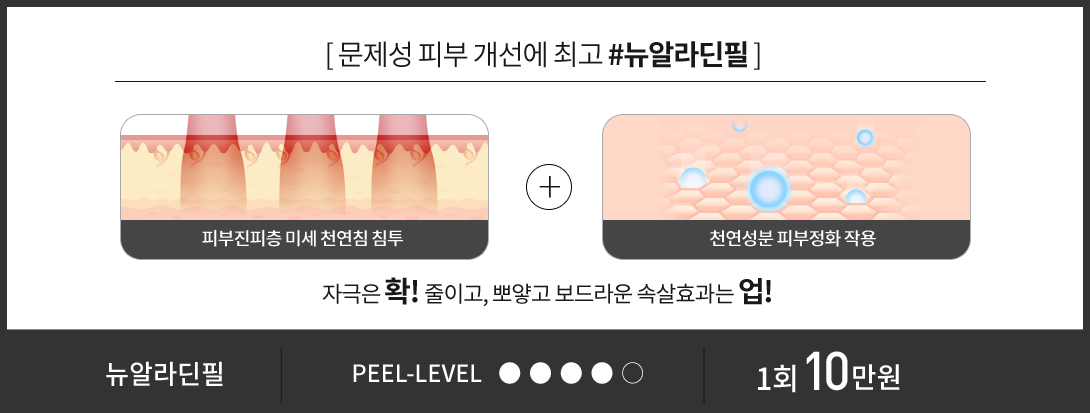 [ 문제성 피부 개선에 최고 #뉴알라딘필 ]
피부진피층 미세 천연침 침투
천연성분 피부정화 작용
자극은 확! 줄이고, 뽀얗고 보드라운 속살효과는 업!
뉴알라딘필
PEEL-LEVEL
1회 10만원